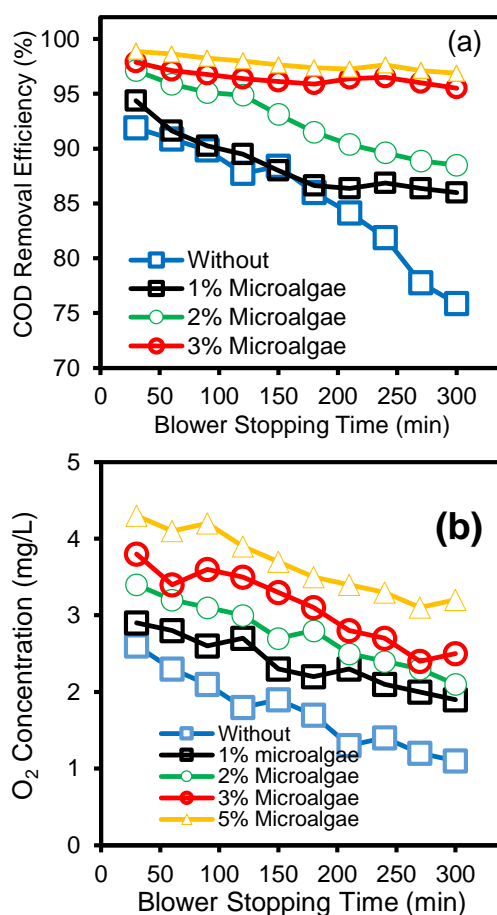 (a)
COD Removal Efficiency (%)
100
95
90
85
80
75
70
Without
1% Microalgae
2% Microalgae
3% Microalgae
0 50 100 150 200 250 300
Blower Stopping Time (min)
(b)
O₂ Concentration (mg/L)
5
4
3
2
1
0
Without
1% microalgae
2% Microalgae
3% Microalgae
5% Microalgae
0 50 100 150 200 250 300
Blower Stopping Time (min)